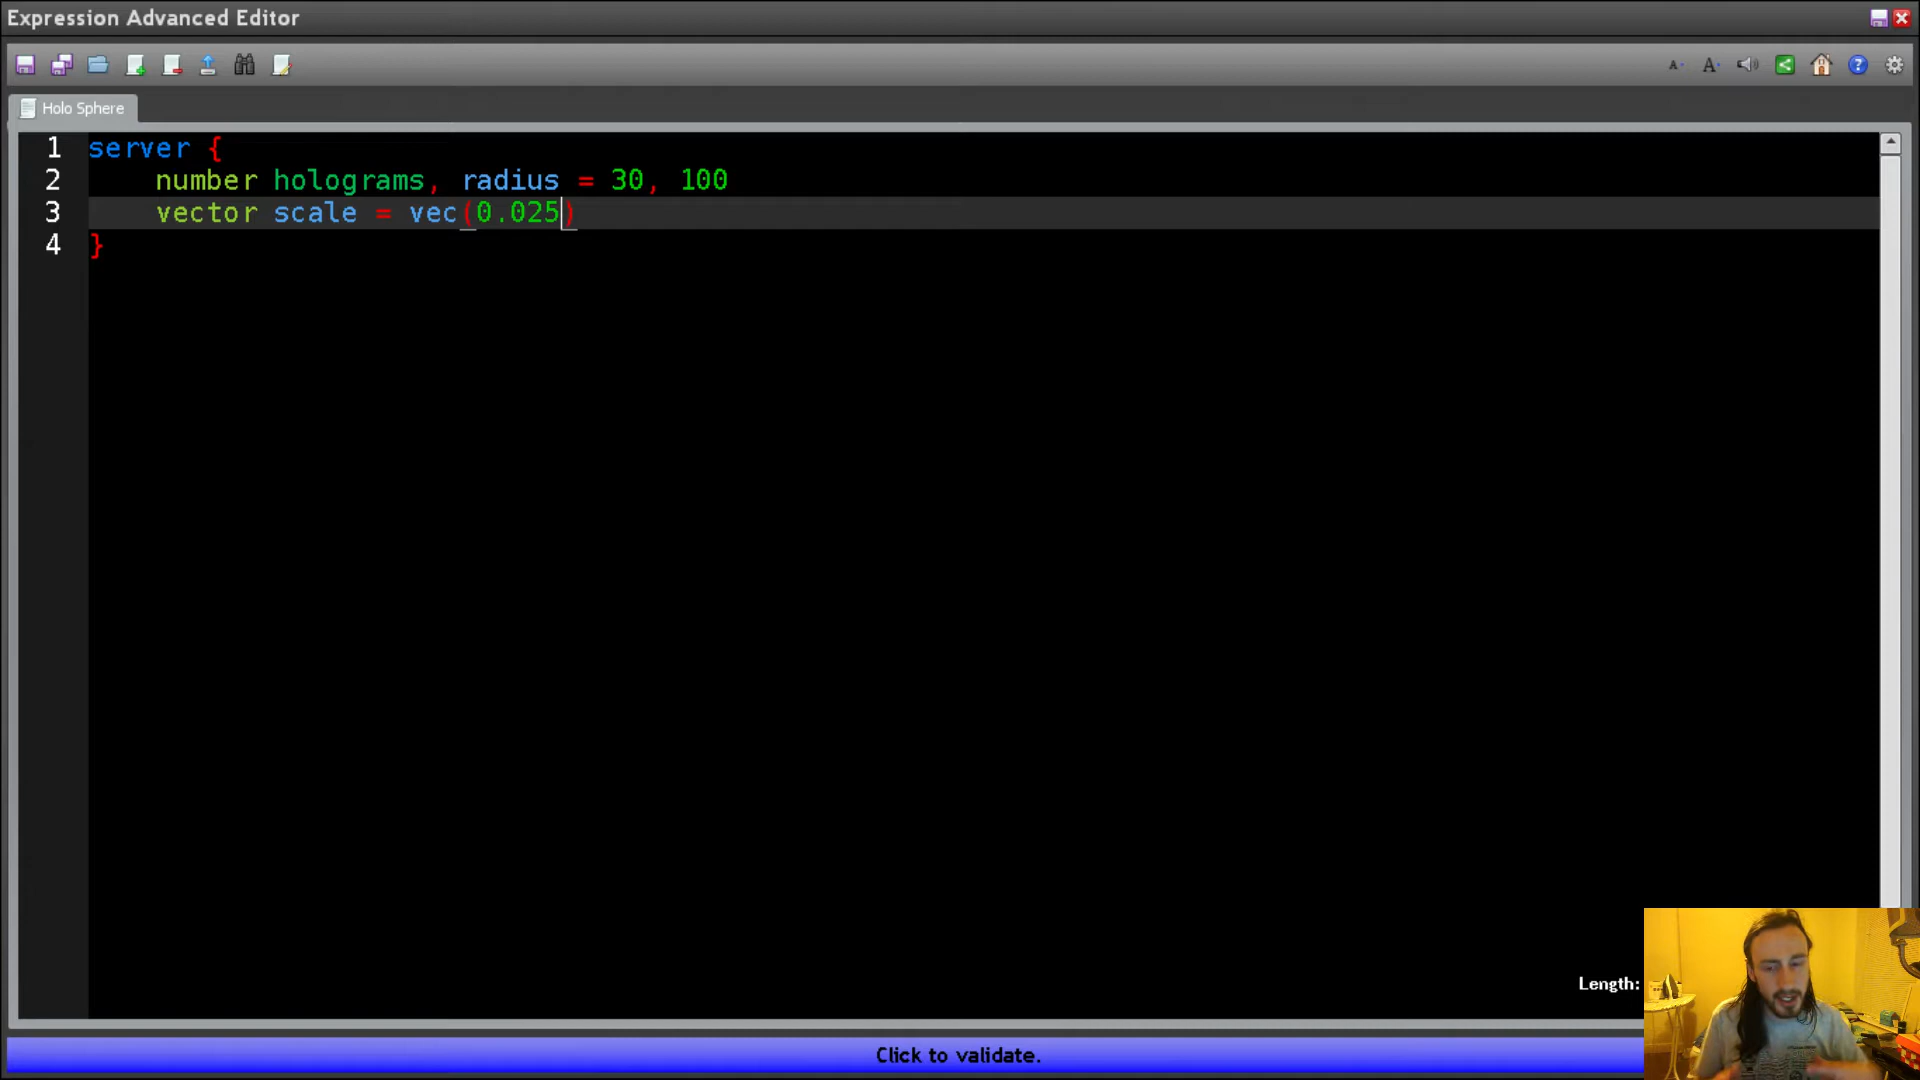 Expression Advanced Editor
A- A+
Holo Sphere
1 server {
2 number holograms, radius = 30, 100
3 vector scale = vec(0.025)
4 }
Length:
Click to validate.